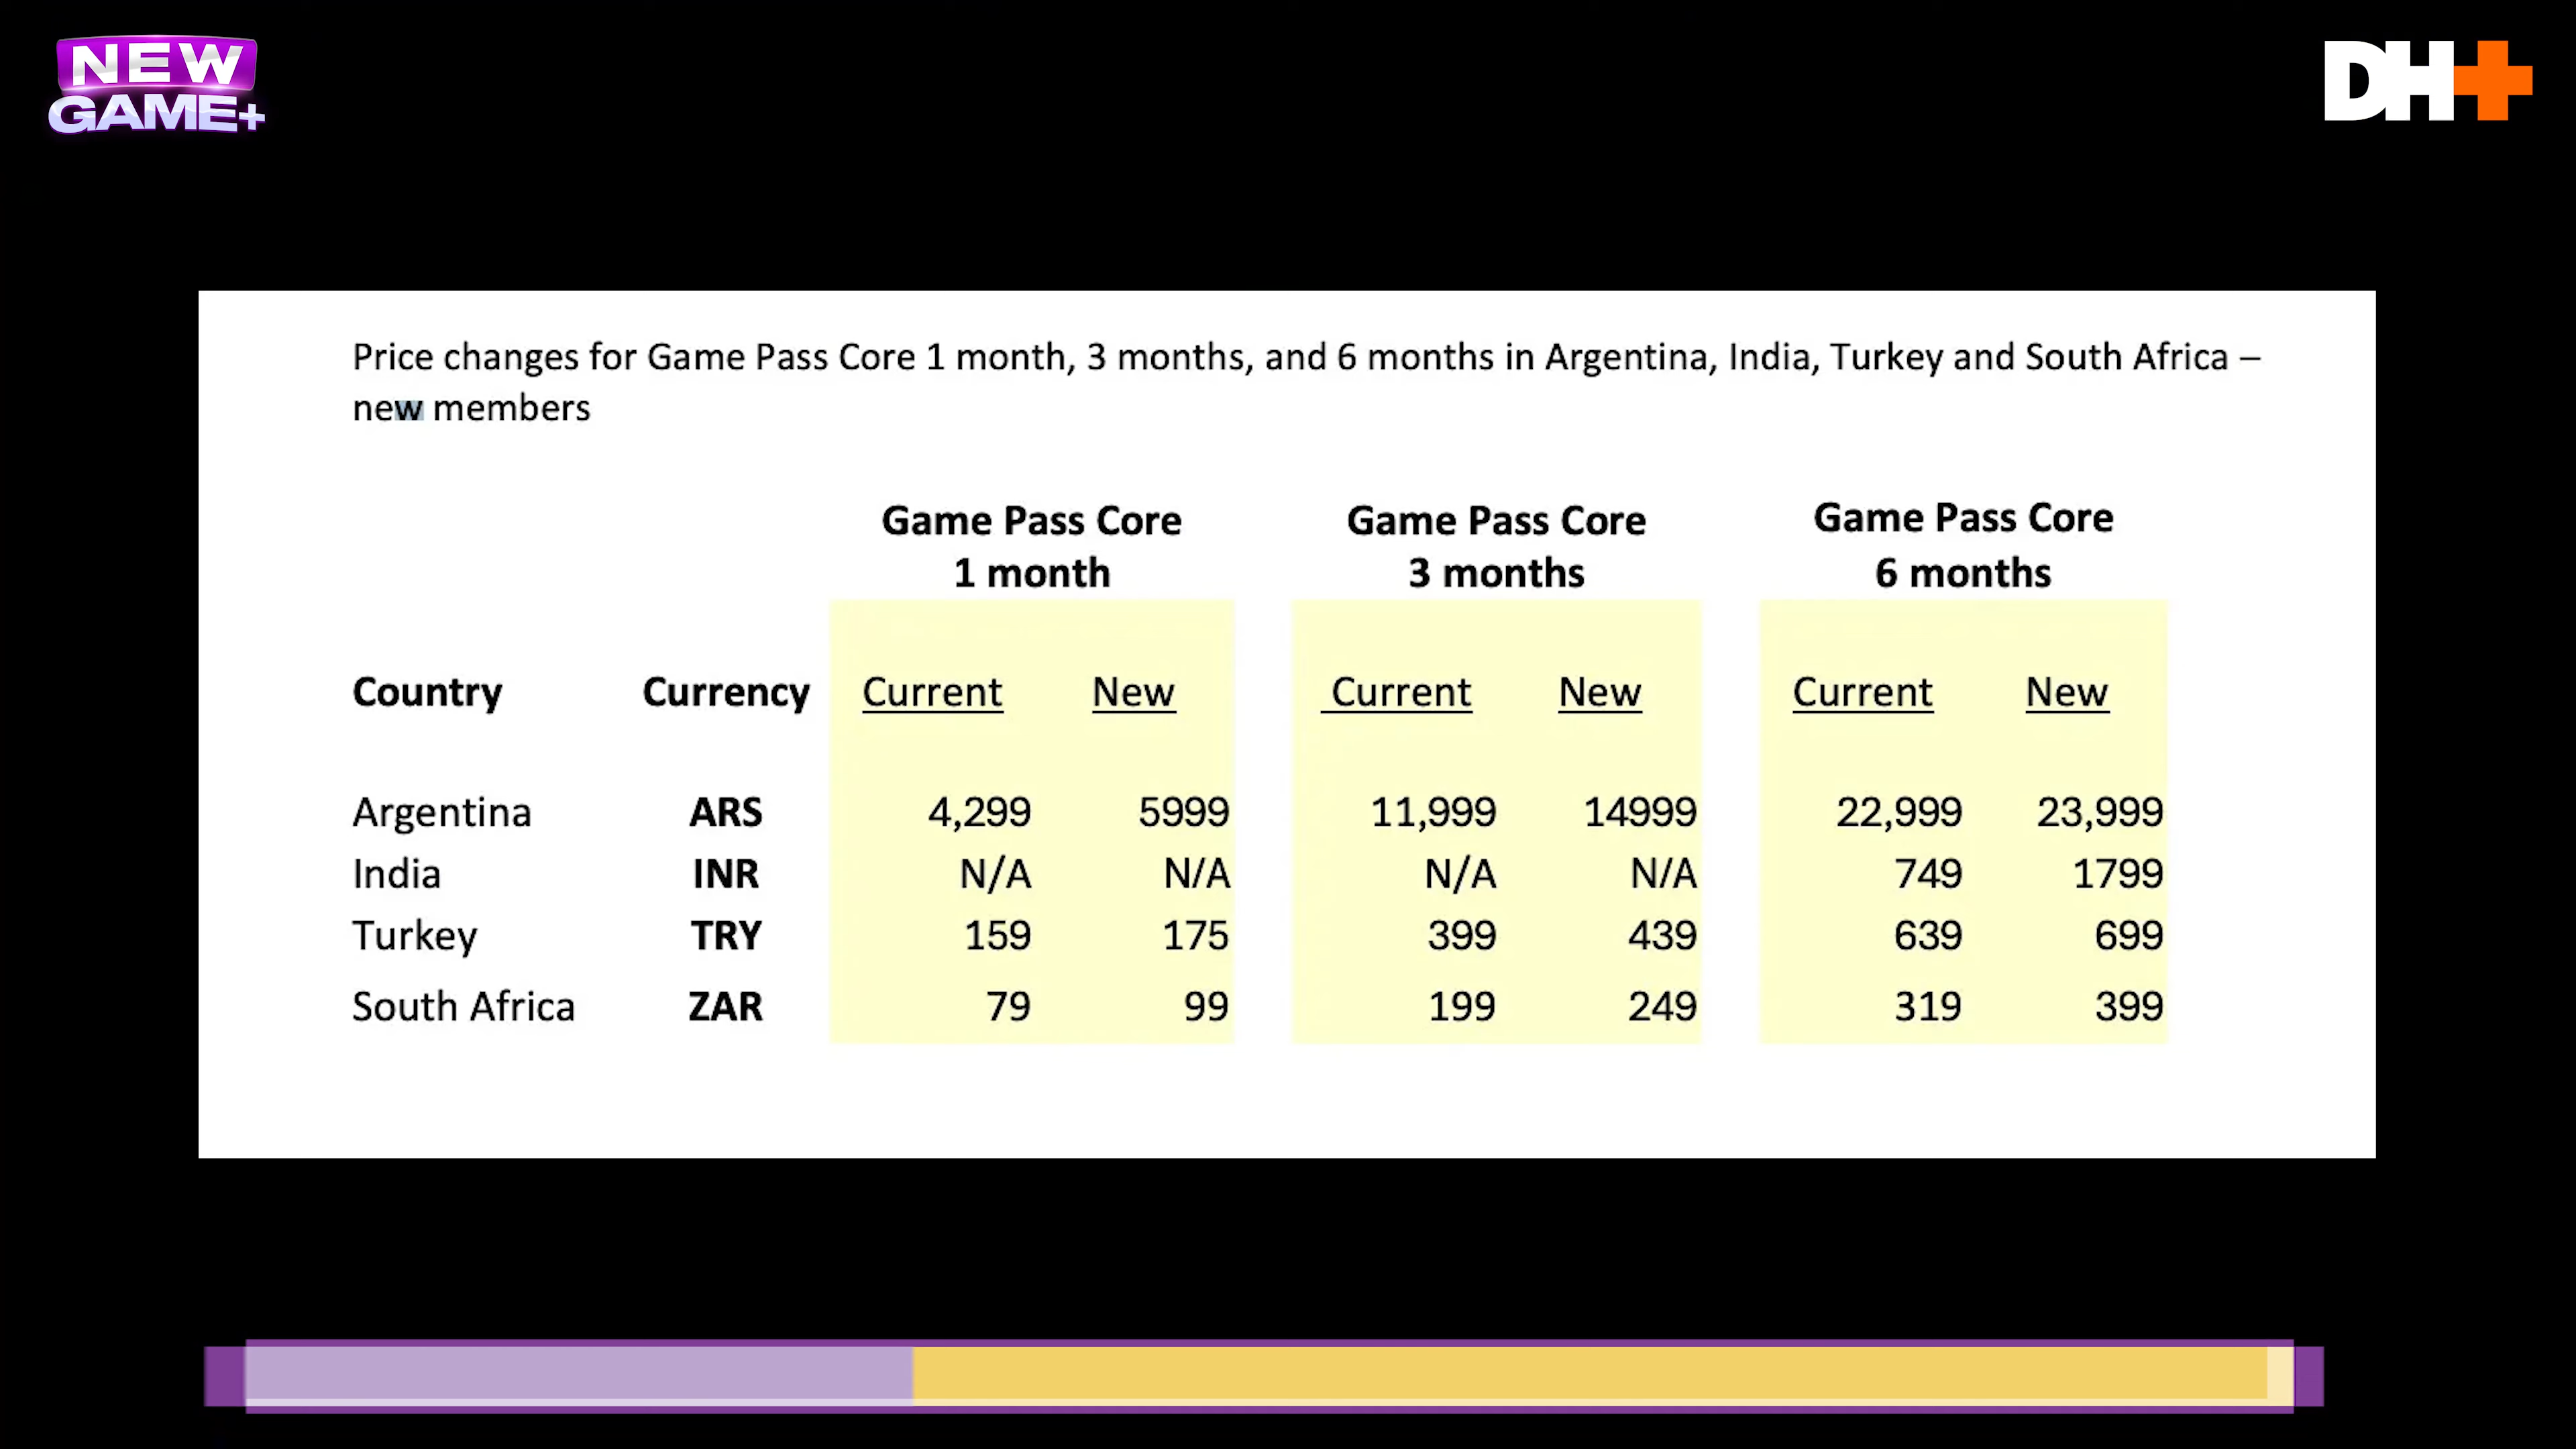 NEW
GAME+
DH+
Price changes for Game Pass Core 1 month, 3 months, and 6 months in Argentina, India, Turkey and South Africa –
new members
Game Pass Core Game Pass Core Game Pass Core
1 month 3 months 6 months
Country Currency Current New Current New Current New
Argentina ARS 4,299 5999 11,999 14999 22,999 23,999
India INR N/A N/A N/A N/A 749 1799
Turkey TRY 159 175 399 439 639 699
South Africa ZAR 79 99 199 249 319 399